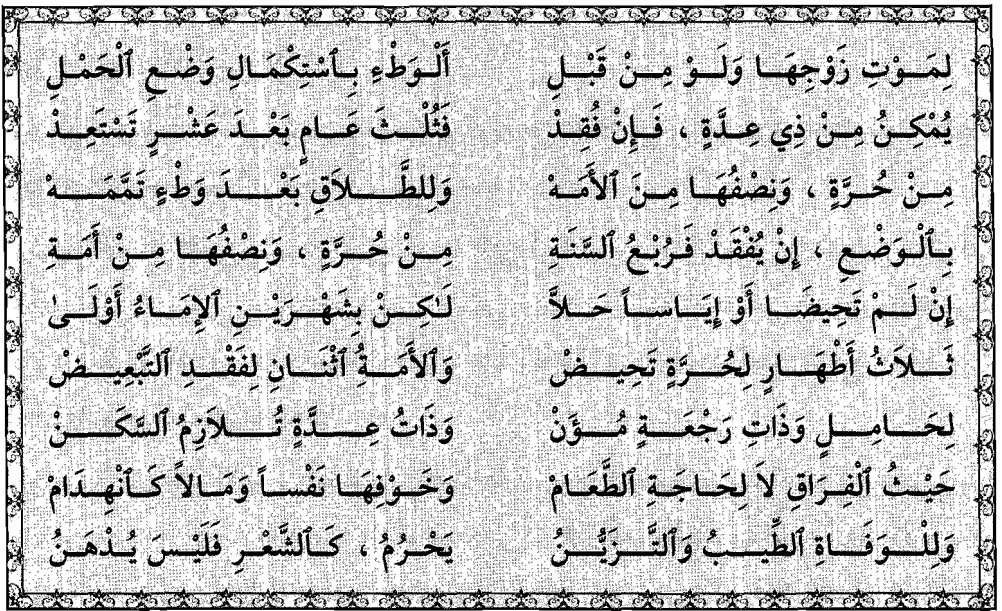 لِمَوْتِ زَوْجِهَا وَلَوْ مِنْ قَبْلِ أَلْوَطْءِ بِٱسْتِكْمَالِ وَضْعِ ٱلْحَمْلِ
يُمْكِنُ مِنْ ذِي عِدَّةٍ ، فَإِنْ فُقِدْ فَثُلْثَ عَامٍ بَعْدَ عَشْرٍ تَسْتَعِدْ
مِنْ حُرَّةٍ ، وَنِصْفُهَا مِنَ ٱلأَمَهْ وَلِلطَّلاَقِ بَعْدَ وَطْءٍ تَمَّمَهْ
بِٱلْوَضْعِ ، إِنْ يُفْقَدْ فَرُبْعُ ٱلسَّنَةِ مِنْ حُرَّةٍ ، وَنِصْفُهَا مِنْ أَمَةِ
إِنْ لَمْ تَحِيضَا أَوْ إِيَاساً حَلاَّ لَٰكِنْ بِشَهْرَيْنِ ٱلإِمَاءُ أَوْلَىٰ
ثَلاَثُ أَطْهَارٍ لِحُرَّةٍ تَحِيضْ وَٱلأَمَةُ ٱثْنَانِ لِفَقْدِ ٱلتَّبْعِيضْ
لِحَامِلٍ وَذَاتِ رَجْعَةٍ مُؤَنْ وَذَاتُ عِدَّةٍ تُلاَزِمُ ٱلسَّكَنْ
حَيْثُ ٱلْفِرَاقِ لاَ لِحَاجَةِ ٱلطَّعَامْ وَخَوْفِهَا نَفْساً وَمَالاً كَٱنْهِدَامْ
وَلِلْوَفَاةِ ٱلطِّيبُ وَٱلتَّزَيُّنُ يَحْرُمُ ، كَٱلشَّعْرِ فَلَيْسَ يُدْهَنُ